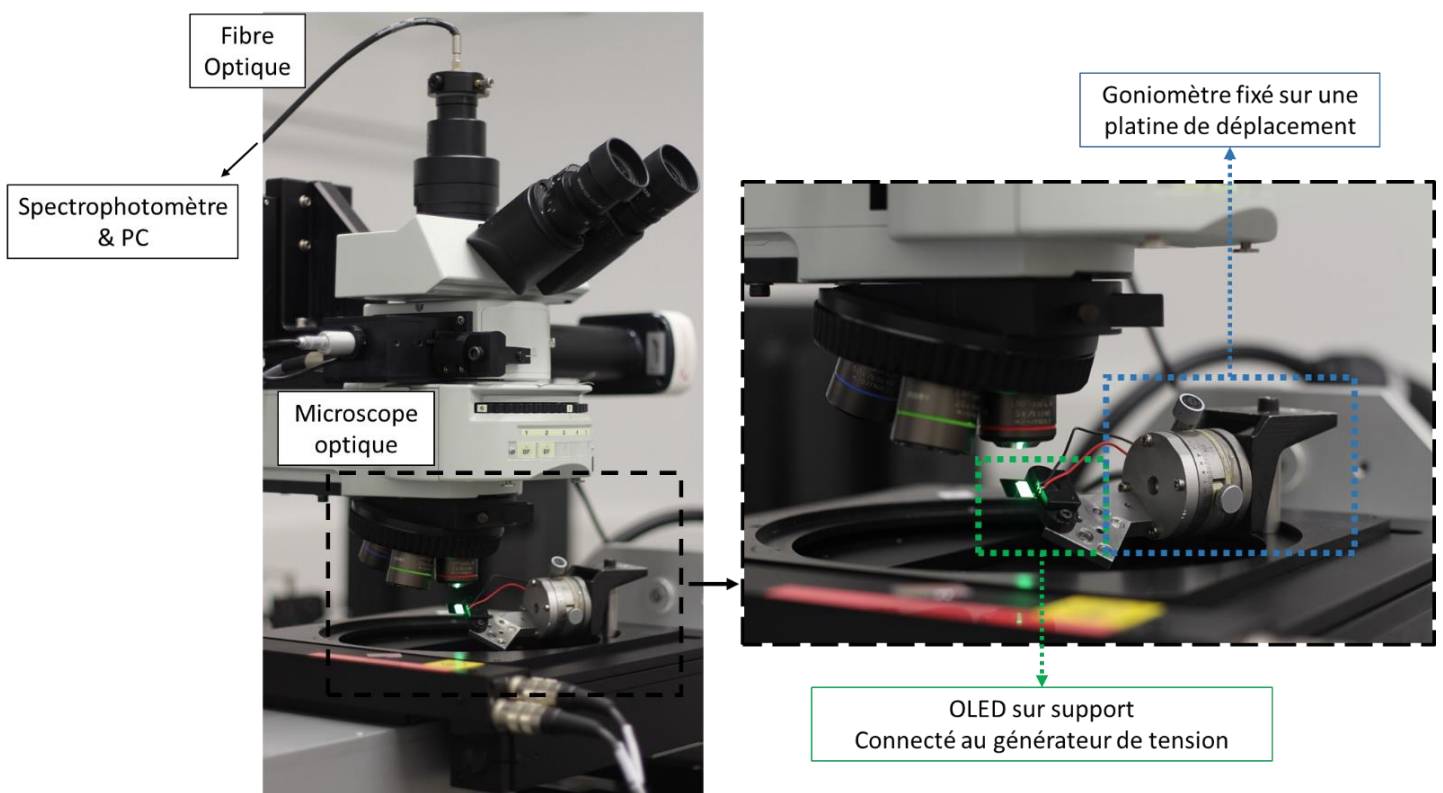 Fibre
Optique
Spectrophotomètre
& PC
Microscope
optique
Goniomètre fixé sur une
platine de déplacement
OLED sur support
Connecté au générateur de tension